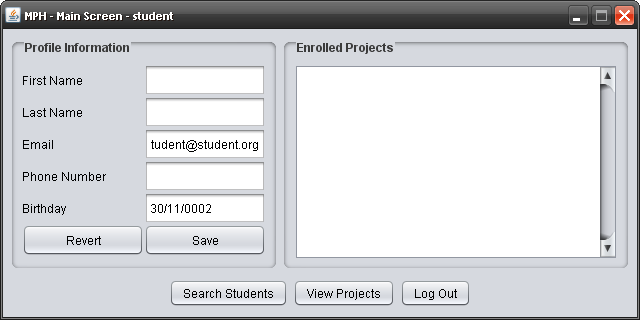 MPH - Main Screen - student
Profile Information
First Name
Last Name
Email tudent@student.org
Phone Number
Birthday 30/11/0002
Revert Save
Enrolled Projects
Search Students View Projects Log Out